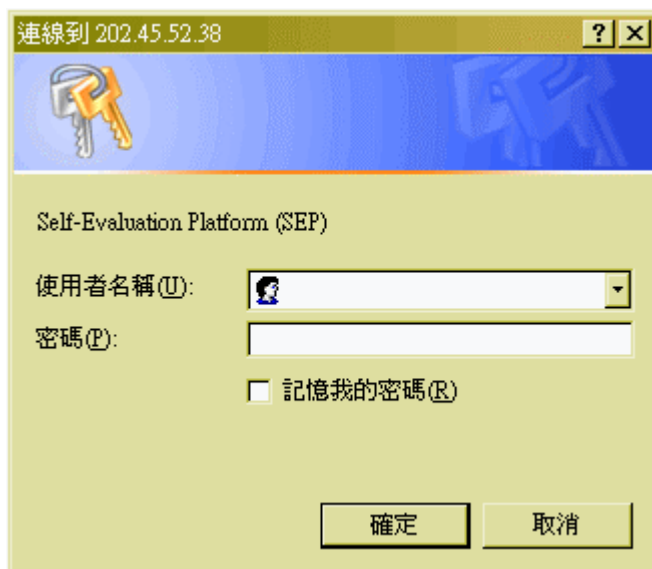 連線到 202.45.52.38
Self-Evaluation Platform (SEP)
使用者名稱(U):
密碼(P):
記憶我的密碼(R)
確定 取消